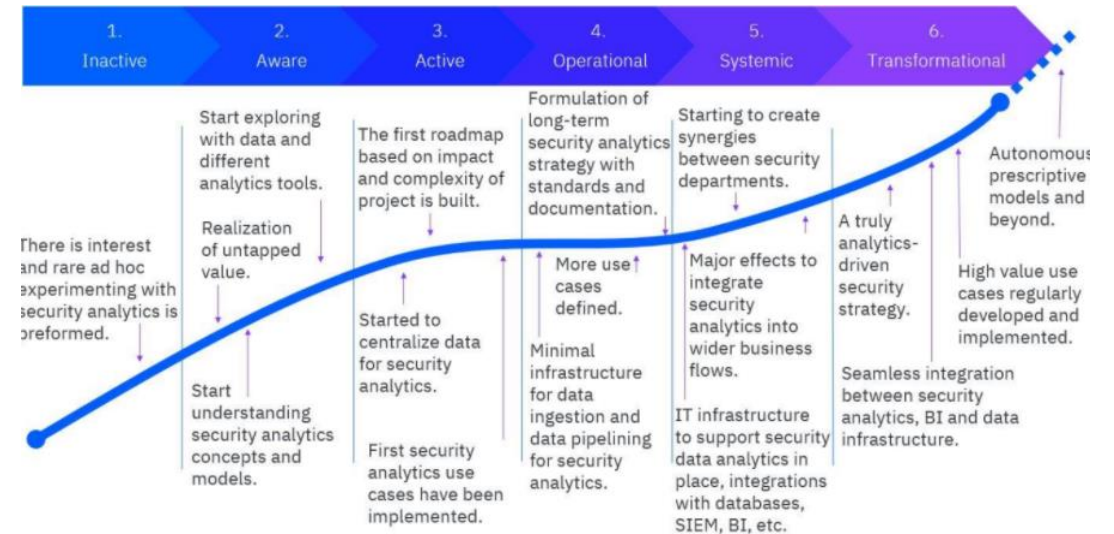 1.
Inactive
2.
Aware
3.
Active
4.
Operational
5.
Systemic
6.
Transformational
There is interest
and rare ad hoc
experimenting with
security analytics is
preformed.
Start exploring
with data and
different
analytics tools.
Realization
of untapped
value.
Start
understanding
security analytics
concepts and
models.
The first roadmap
based on impact
and complexity of
project is built.
Started to
centralize data
for security
analytics.
First security
analytics use
cases have been
implemented.
Formulation of
long-term
security analytics
strategy with
standards and
documentation.
More use
cases
defined.
Minimal
infrastructure
for data
ingestion and
data pipelining
for security
analytics.
Starting to create
synergies
between security
departments.
Major effects to
integrate
security
analytics into
wider business
flows.
IT infrastructure
to support security
data analytics in
place, integrations
with databases,
SIEM, BI, etc.
A truly
analytics-
driven
security
strategy.
Seamless integration
between security
analytics, BI and data
infrastructure.
High value use
cases regularly
developed and
implemented.
Autonomous
prescriptive
models and
beyond.